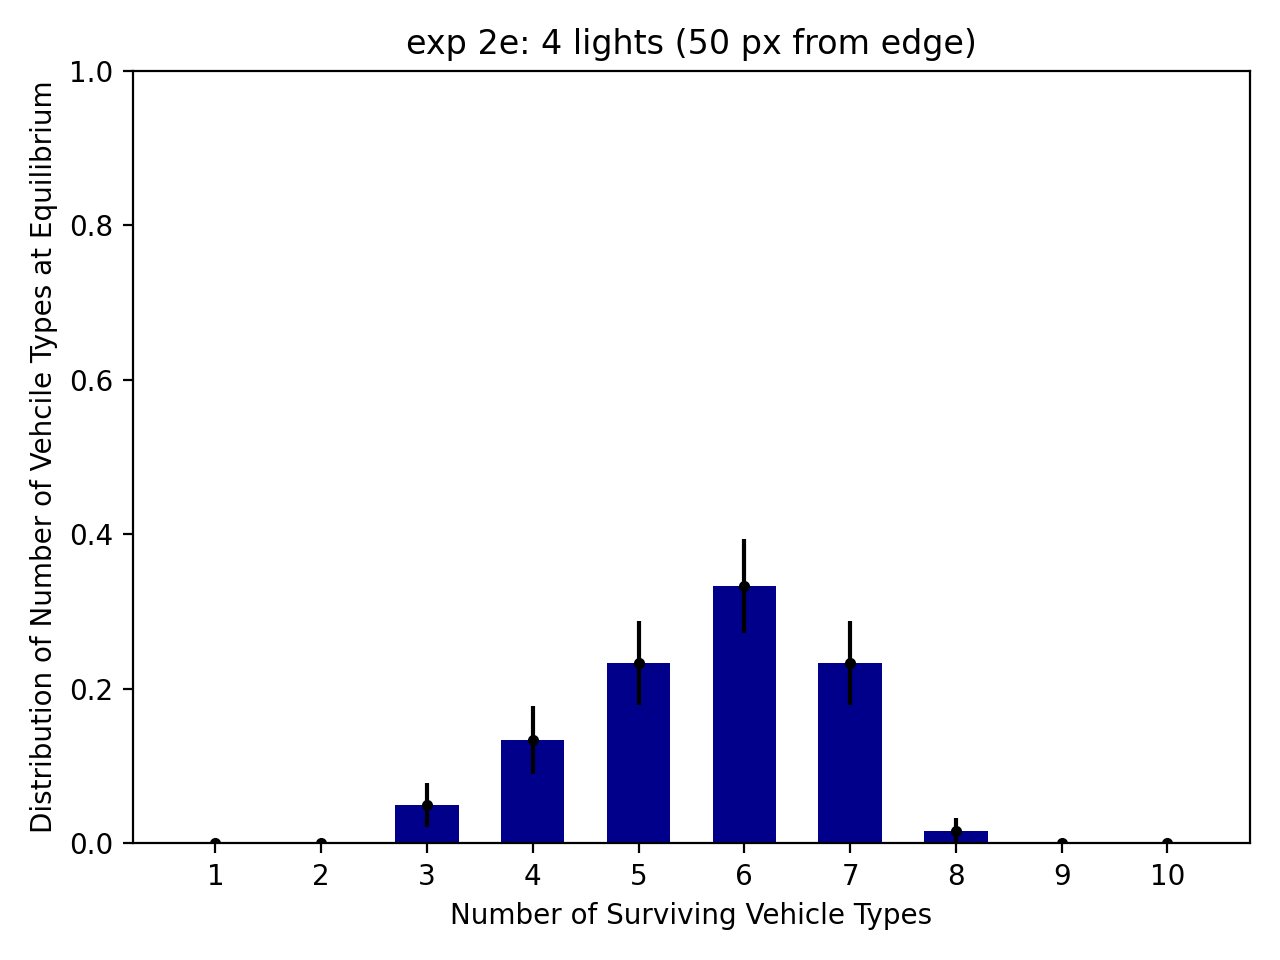 exp 2e: 4 lights (50 px from edge)
Distribution of Number of Vehcile Types at Equilibrium
1.0
0.8
0.6
0.4
0.2
0.0
1 2 3 4 5 6 7 8 9 10
Number of Surviving Vehicle Types